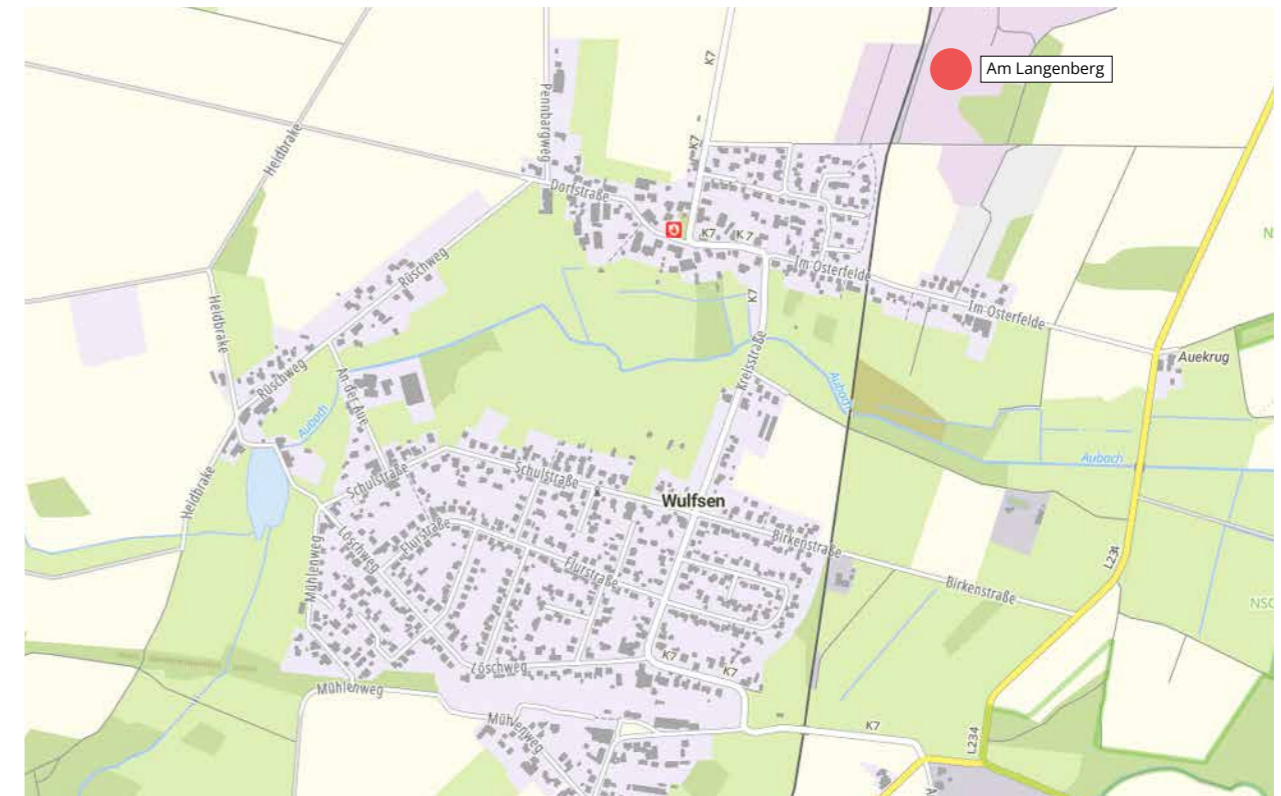 Am Langenberg
K7
Heidbrake
Pennbargweg
K7
Dorfstraße
K7
K7
Im Osterfelde
Rüschweg
K7
Im Osterfelde
Heidbrake
Kreisstraße
Auekrug
Rüschweg
An der Aue
Aubach
Aubach
Aubach
Schulstraße
Schulstraße
Wulfsen
Heidbrake
Flurstraße
Birkenstraße
Löschweg
Mühlenweg
Flurstraße
L234
Birkenstraße
NSG
Löschweg
K7
K7
Mühlenweg
Mühlenweg
K7
L234